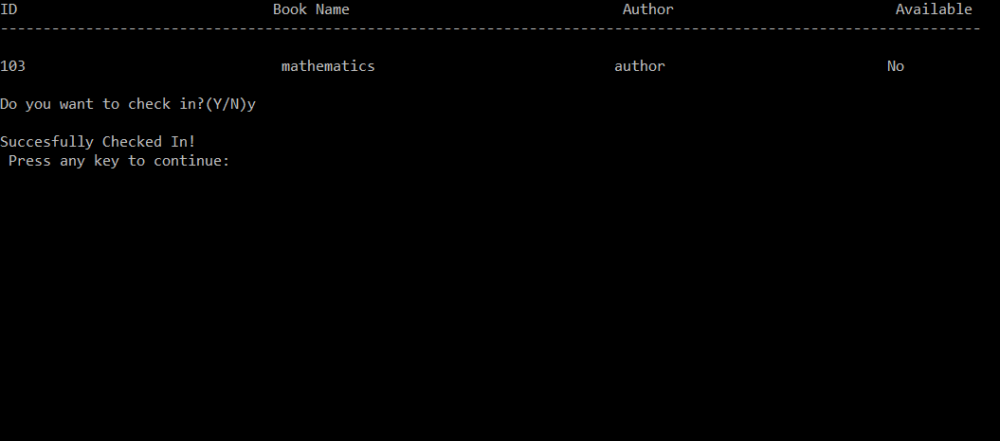 ID Book Name Author Available
-------------------------------------------------------------------------------------------------------------------
103 mathematics author No
Do you want to check in?(Y/N)y
Succesfully Checked In!
Press any key to continue: